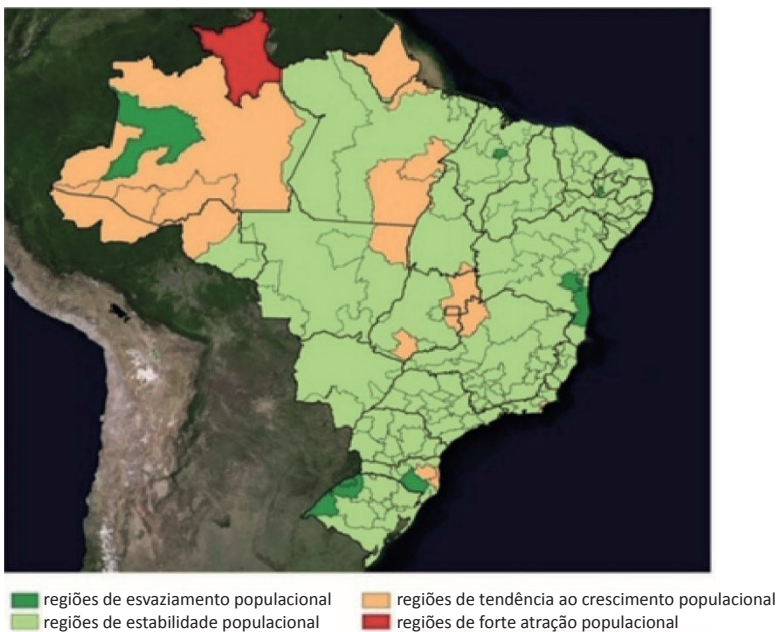 regiões de esvaziamento populacional
regiões de estabilidade populacional
regiões de tendência ao crescimento populacional
regiões de forte atração populacional